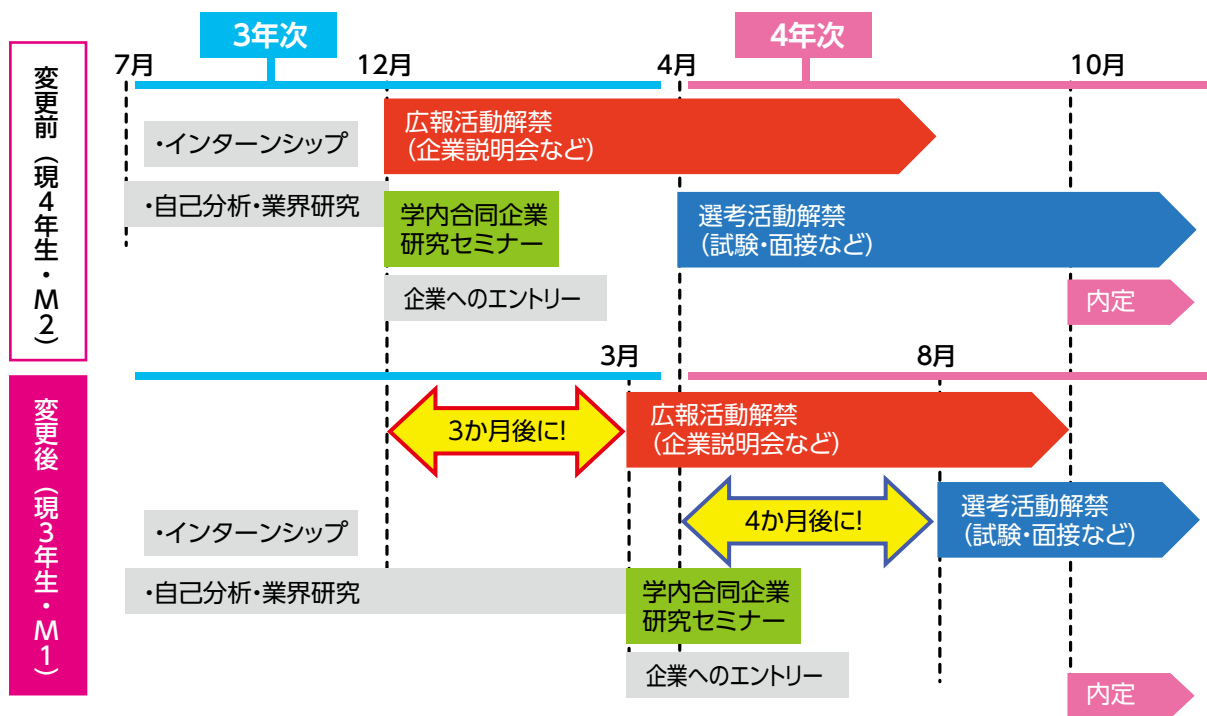 3年次
4年次
7月
12月
4月
10月
変更前（現4年生・M2）
・インターンシップ
・自己分析・業界研究
広報活動解禁
（企業説明会など）
学内合同企業
研究セミナー
企業へのエントリー
選考活動解禁
（試験・面接など）
内定
3月
8月
変更後（現3年生・M1）
3か月後に!
広報活動解禁
（企業説明会など）
4か月後に!
選考活動解禁
（試験・面接など）
・インターンシップ
・自己分析・業界研究
学内合同企業
研究セミナー
企業へのエントリー
内定